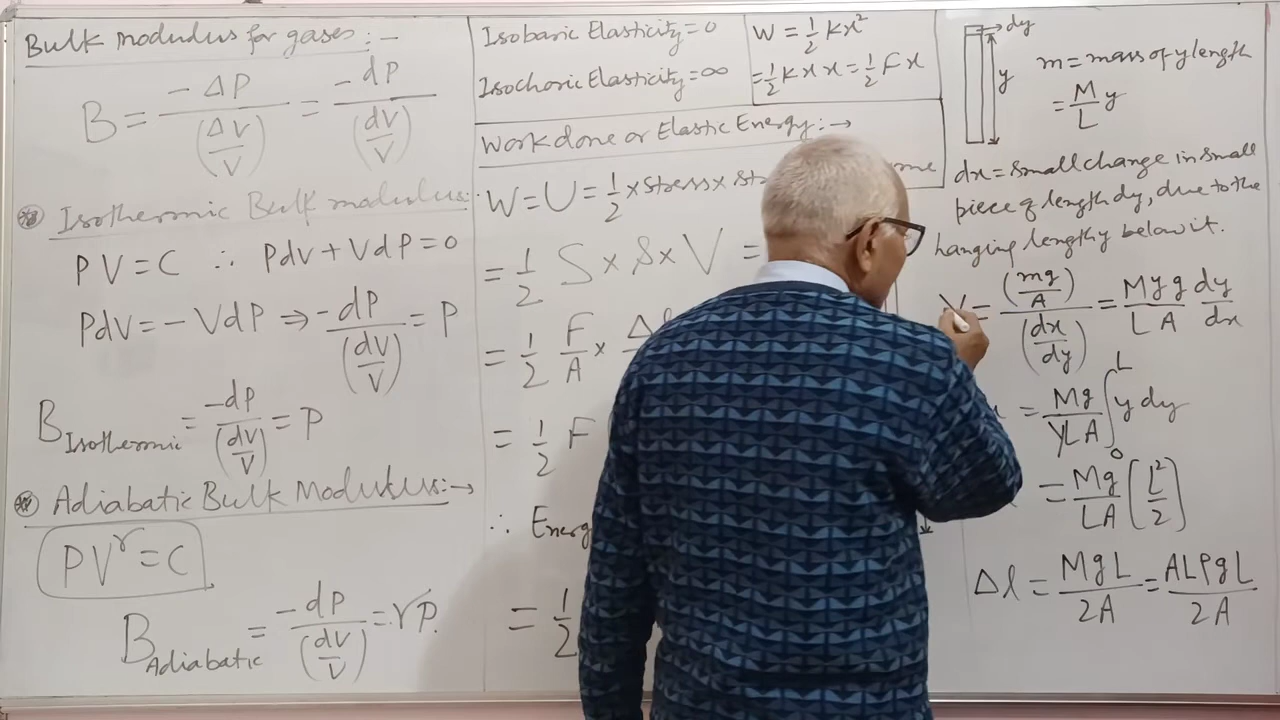 Bulk modulus for gases :-
B = -ΔP / (ΔV/V) = -dP / (dV/V)
Isothermic Bulk modulus:
PV = C ∴ Pdv + VdP = 0
PdV = - VdP ⇒ -dP / (dV/V) = P
B Isothermic = -dP / (dV/V) = P
Adiabatic Bulk Modulus:→
PV^γ = C
B Adiabatic = -dP / (dV/V) = γP.
Isobaric Elasticity = 0
Isochoric Elasticity = ∞
W = 1/2 Kx²
= 1/2 K x x = 1/2 F x
Work done or Elastic Energy:→
W = U = 1/2 × stress ×
= 1/2 S × s × V =
= 1/2 F/A ×
= 1/2 F
∴
= 1/2
dy
y
m = mass of y length
= M/L y
dx = small change in small
piece of length dy, due to the
hanging length y below it.
Y = (mg/A) / (dx/dy) = Myg/LA dy/dx
= Mg/YLA ∫₀^L y dy
= Mg/LA [L²/2]
Δl = MgL/2A = ALρgL/2A